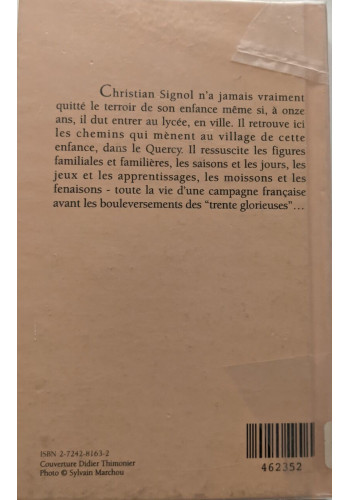 Christian Signol n'a jamais vraiment
quitté le terroir de son enfance même si, à onze
ans, il dut entrer au lycée, en ville. Il retrouve ici
les chemins qui mènent au village de cette
enfance, dans le Quercy. Il ressuscite les figures
familiales et familières, les saisons et les jours, les
jeux et les apprentissages, les moissons et les
fenaisons - toute la vie d'une campagne française
avant les bouleversements des "trente glorieuses"...
ISBN 2-7242-8163-2
Couverture Didier Thimonier
Photo © Sylvain Marchou
462352